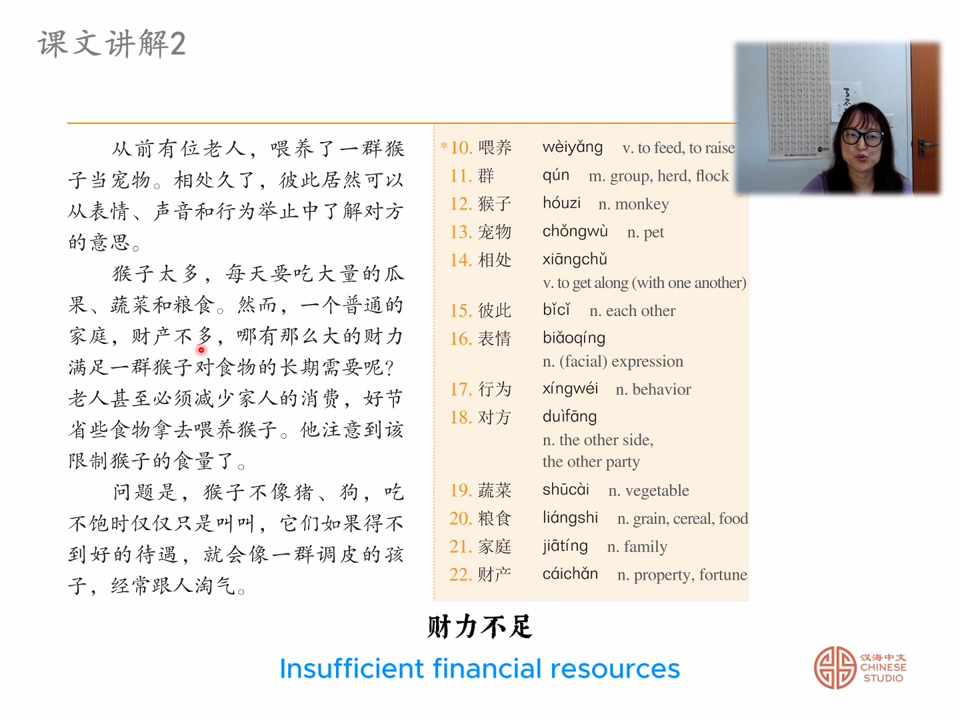 课文讲解2
从前有位老人，喂养了一群猴
子当宠物。相处久了，彼此居然可以
从表情、声音和行为举止中了解对方
的意思。
猴子太多，每天要吃大量的瓜
果、蔬菜和粮食。然而，一个普通的
家庭，财产不多，哪有那么大的财力
满足一群猴子对食物的长期需要呢？
老人甚至必须减少家人的消费，好节
省些食物拿去喂养猴子。他注意到该
限制猴子的食量了。
问题是，猴子不像猪、狗，吃
不饱时仅仅只是叫叫，它们如果得不
到好的待遇，就会像一群调皮的孩
子，经常跟人淘气。
*10. 喂养 wèiyǎng v. to feed, to raise
11. 群 qún m. group, herd, flock
12. 猴子 hóuzi n. monkey
13. 宠物 chǒngwù n. pet
14. 相处 xiāngchǔ
v. to get along (with one another)
15. 彼此 bǐcǐ n. each other
16. 表情 biǎoqíng
n. (facial) expression
17. 行为 xíngwéi n. behavior
18. 对方 duìfāng
n. the other side,
the other party
19. 蔬菜 shūcài n. vegetable
20. 粮食 liángshi n. grain, cereal, food
21. 家庭 jiātíng n. family
22. 财产 cáichǎn n. property, fortune
财力不足
Insufficient financial resources
汉海中文
CHINESE
STUDIO